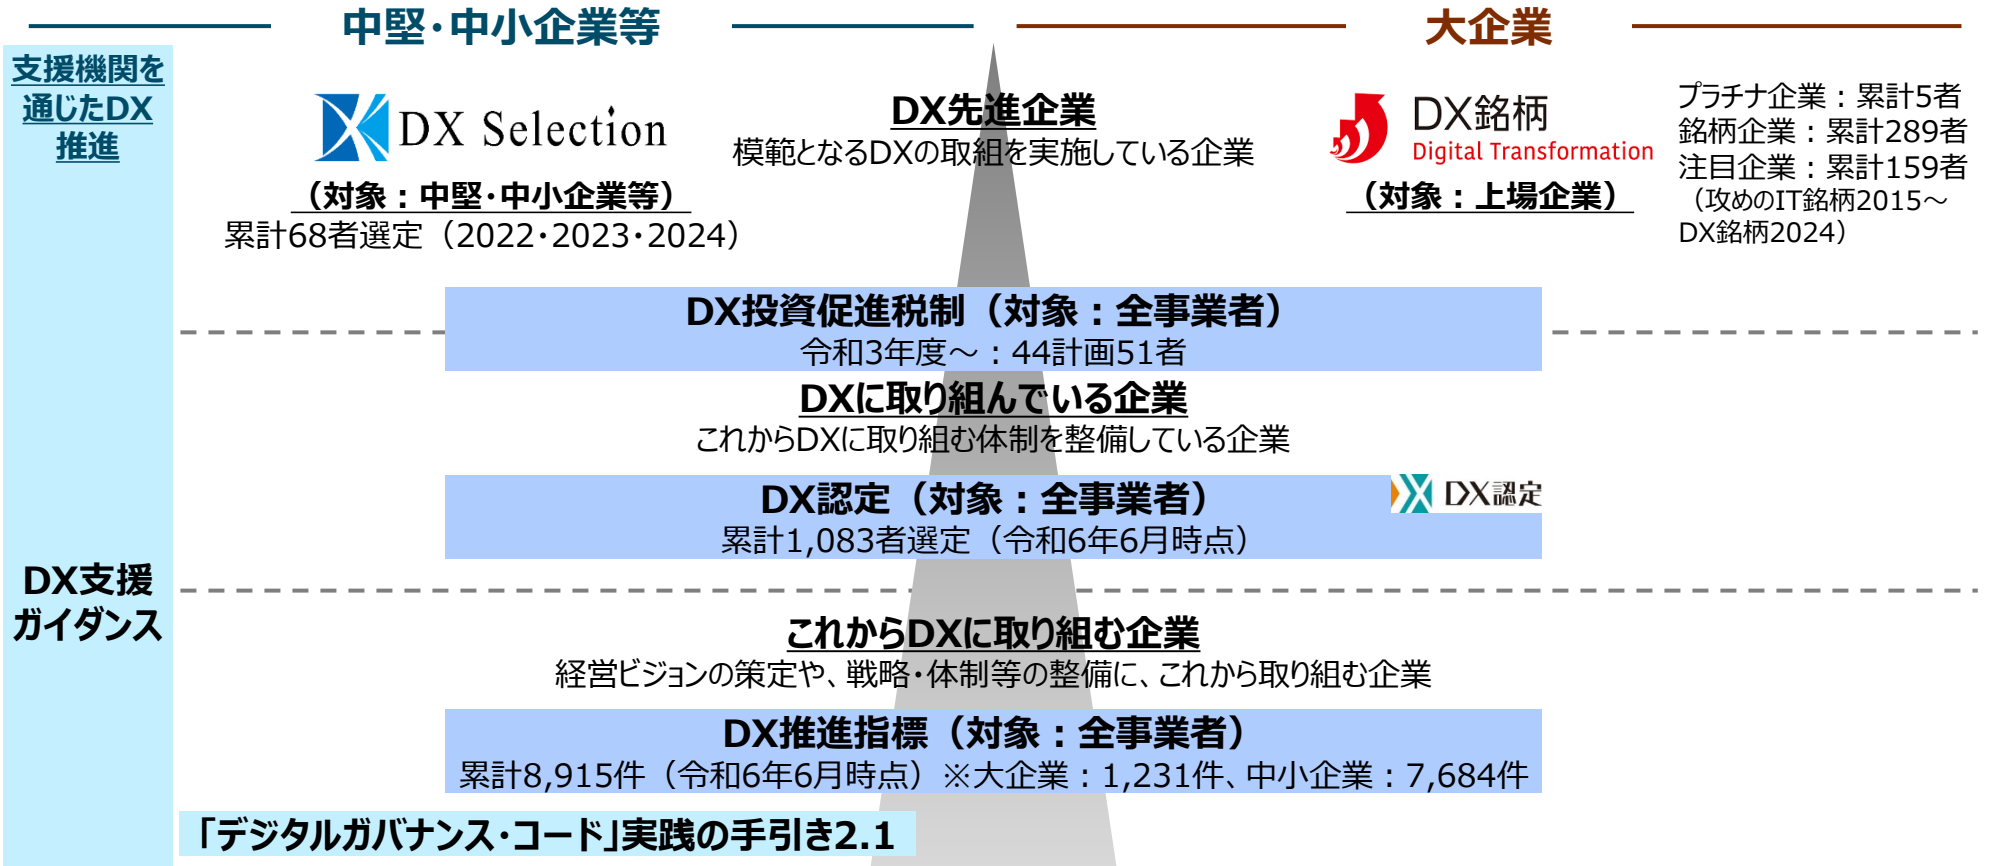 中堅・中小企業等
大企業
支援機関を
通じたDX
推進
DX Selection
（対象：中堅・中小企業等）
累計68者選定（2022・2023・2024）
DX先進企業
模範となるDXの取組を実施している企業
DX銘柄
Digital Transformation
（対象：上場企業）
プラチナ企業：累計5者
銘柄企業：累計289者
注目企業：累計159者
（攻めのIT銘柄2015～
DX銘柄2024）
DX投資促進税制（対象：全事業者）
令和3年度～：44計画51者
DXに取り組んでいる企業
これからDXに取り組む体制を整備している企業
DX認定（対象：全事業者）
DX認定
累計1,083者選定（令和6年6月時点）
DX支援
ガイダンス
これからDXに取り組む企業
経営ビジョンの策定や、戦略・体制等の整備に、これから取り組む企業
DX推進指標（対象：全事業者）
累計8,915件（令和6年6月時点）※大企業：1,231件、中小企業：7,684件
「デジタルガバナンス・コード」実践の手引き2.1